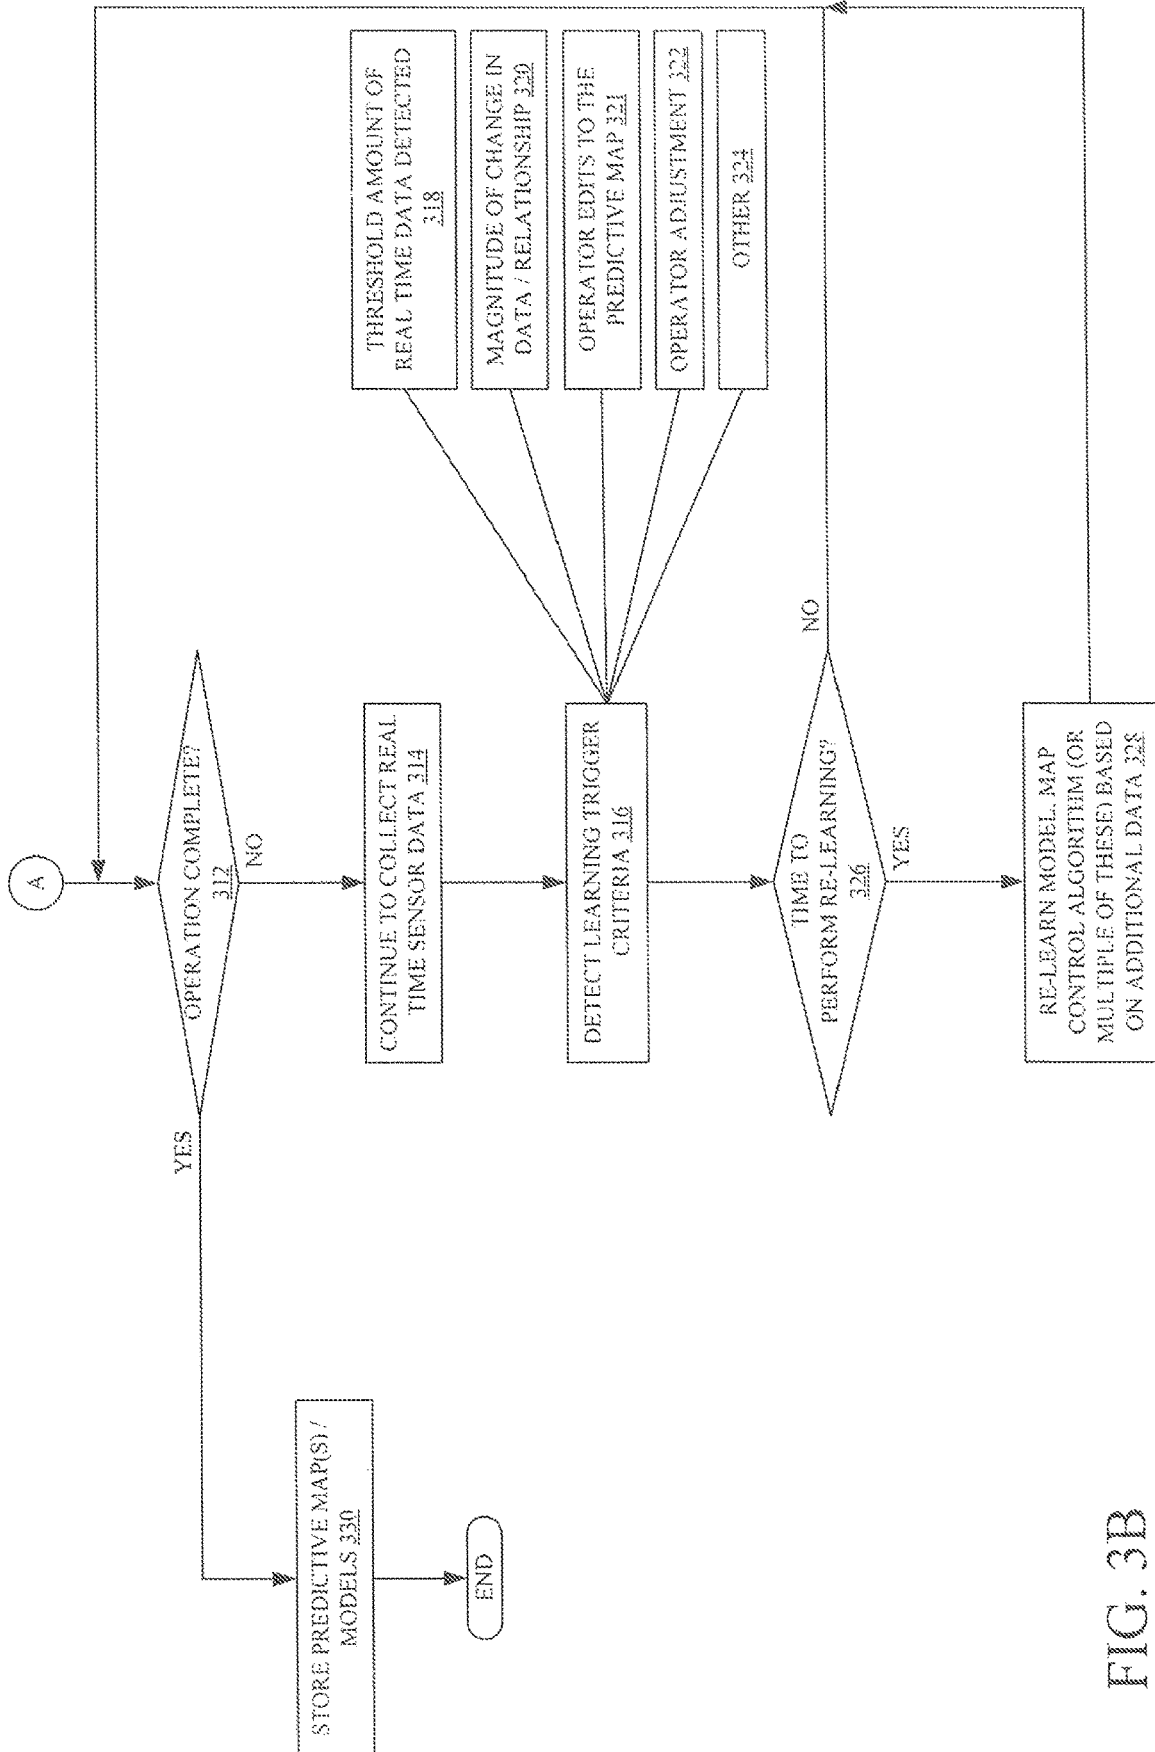 A
OPERATION COMPLETE?
312
YES
NO
STORE PREDICTIVE MAP(S) /
MODELS 330
END
CONTINUE TO COLLECT REAL
TIME SENSOR DATA 314
DETECT LEARNING TRIGGER
CRITERIA 316
THRESHOLD AMOUNT OF
REAL TIME DATA DETECTED
318
MAGNITUDE OF CHANGE IN
DATA / RELATIONSHIP 320
OPERATOR EDITS TO THE
PREDICTIVE MAP 321
OPERATOR ADJUSTMENT 322
OTHER 324
TIME TO
PERFORM RE-LEARNING?
326
NO
YES
RE-LEARN MODEL, MAP
CONTROL ALGORITHM (OR
MULTIPLE OF THESE) BASED
ON ADDITIONAL DATA 328
FIG. 3B